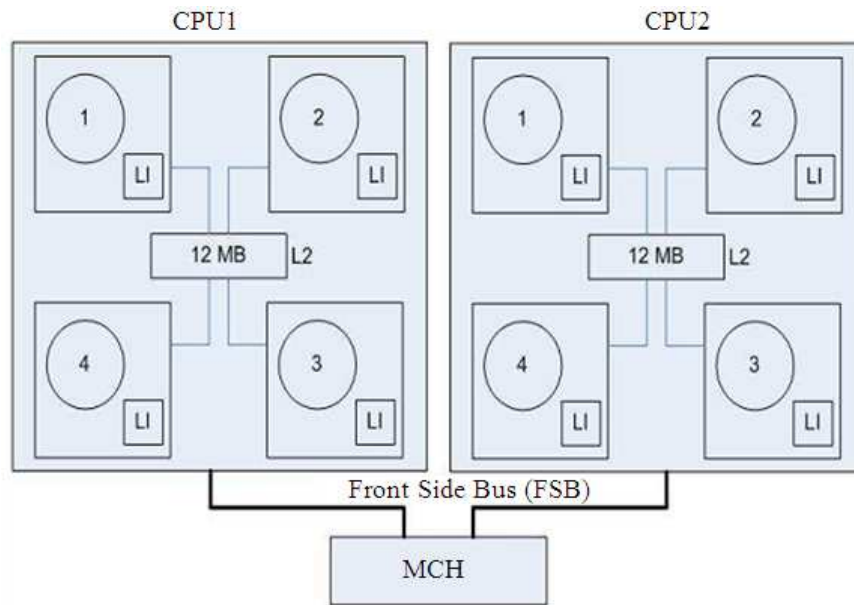 CPU1
CPU2
1
LI
2
LI
12 MB
L2
4
LI
3
LI
1
LI
2
LI
12 MB
L2
4
LI
3
LI
Front Side Bus (FSB)
MCH